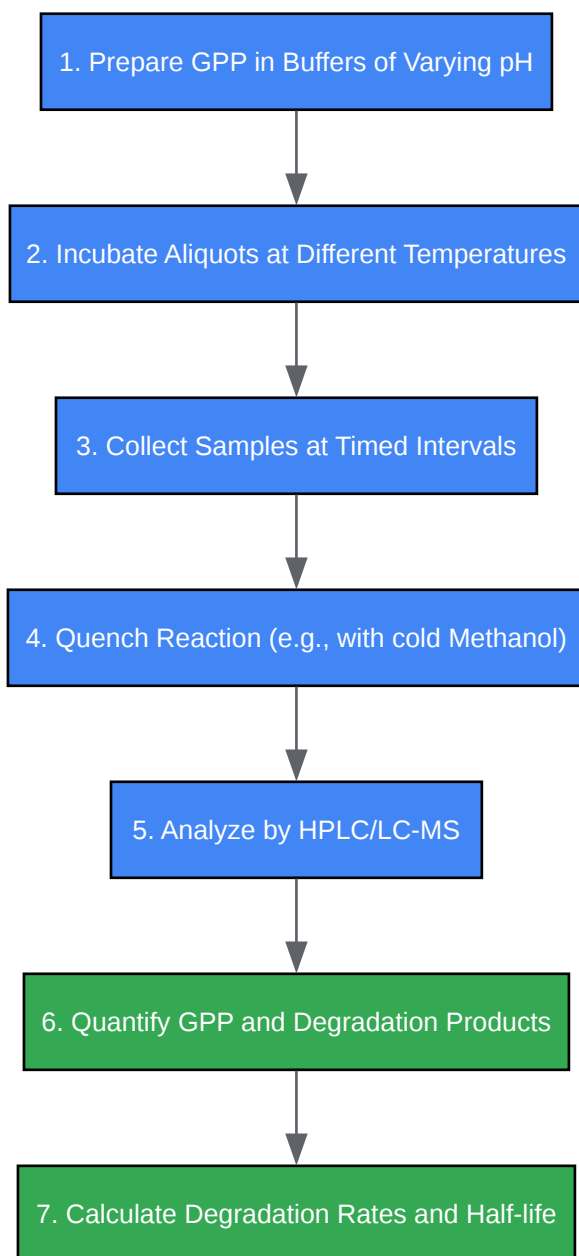 1. Prepare GPP in Buffers of Varying pH
2. Incubate Aliquots at Different Temperatures
3. Collect Samples at Timed Intervals
4. Quench Reaction (e.g., with cold Methanol)
5. Analyze by HPLC/LC-MS
6. Quantify GPP and Degradation Products
7. Calculate Degradation Rates and Half-life